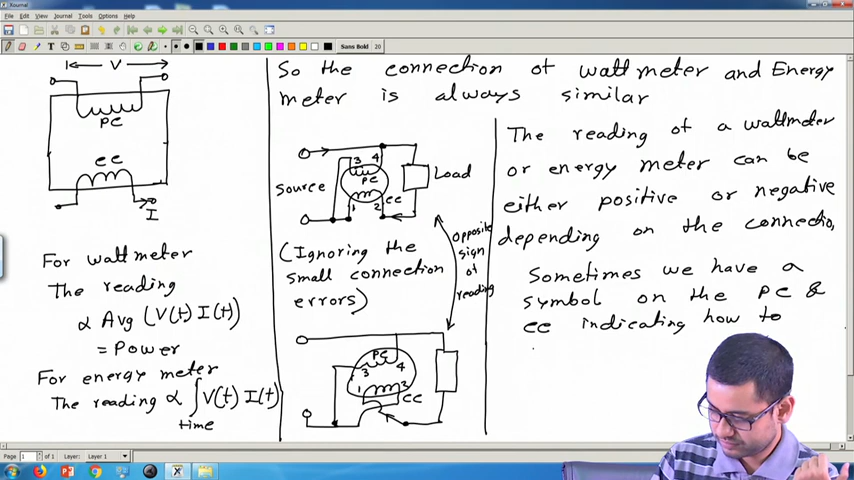 Xournal
File Edit View Journal Tools Options Help
Sans Bold 20
V
PC
CC
I
For wattmeter
The reading
∝ Avg (V(t) I(t))
= Power
For energy meter
The reading ∝ ∫ V(t) I(t)
time
So the connection of wattmeter and Energy
meter is always similar
3 4
PC
Source
Load
CC
1 2
(Ignoring the
small connection
errors)
opposite
sign
of
reading
PC
3 4
1 2
CC
The reading of a wattmeter
or energy meter can be
either positive or negative
depending on the connectio
Sometimes we have a
symbol on the PC &
CC indicating how to
Page 1 of 1 Layer: Layer 1